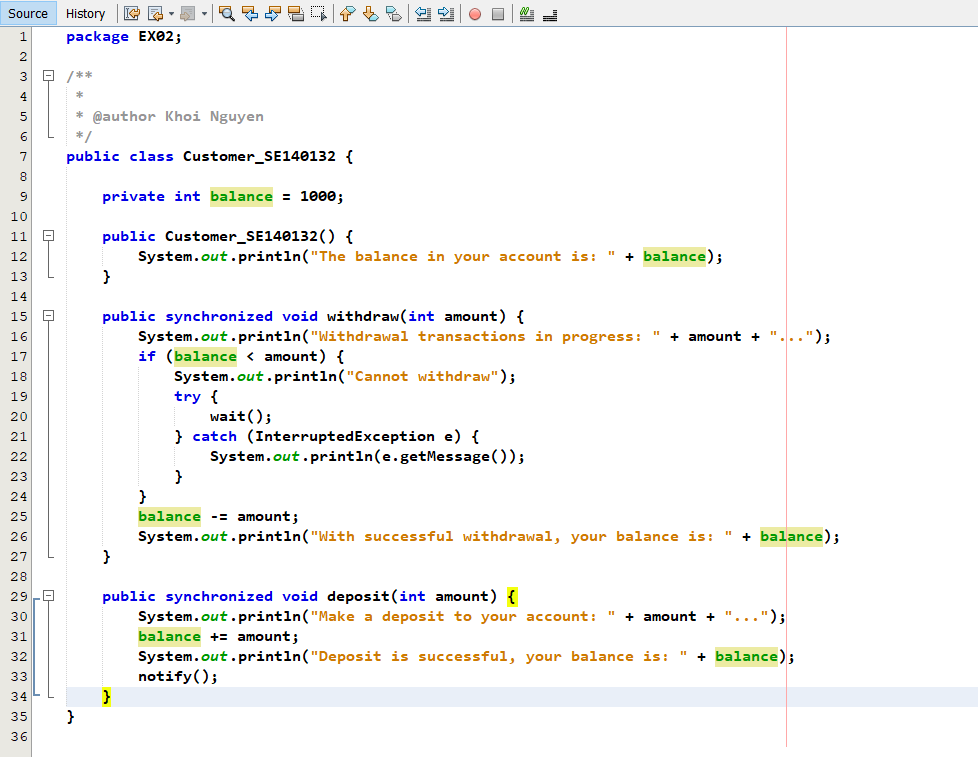 Source History
1 package EX02;
2
3 /**
4 *
5 * @author Khoi Nguyen
6 */
7 public class Customer_SE140132 {
8
9 private int balance = 1000;
10
11 public Customer_SE140132() {
12 System.out.println("The balance in your account is: " + balance);
13 }
14
15 public synchronized void withdraw(int amount) {
16 System.out.println("Withdrawal transactions in progress: " + amount + "...");
17 if (balance < amount) {
18 System.out.println("Cannot withdraw");
19 try {
20 wait();
21 } catch (InterruptedException e) {
22 System.out.println(e.getMessage());
23 }
24 }
25 balance -= amount;
26 System.out.println("With successful withdrawal, your balance is: " + balance);
27 }
28
29 public synchronized void deposit(int amount) {
30 System.out.println("Make a deposit to your account: " + amount + "...");
31 balance += amount;
32 System.out.println("Deposit is successful, your balance is: " + balance);
33 notify();
34 }
35 }
36